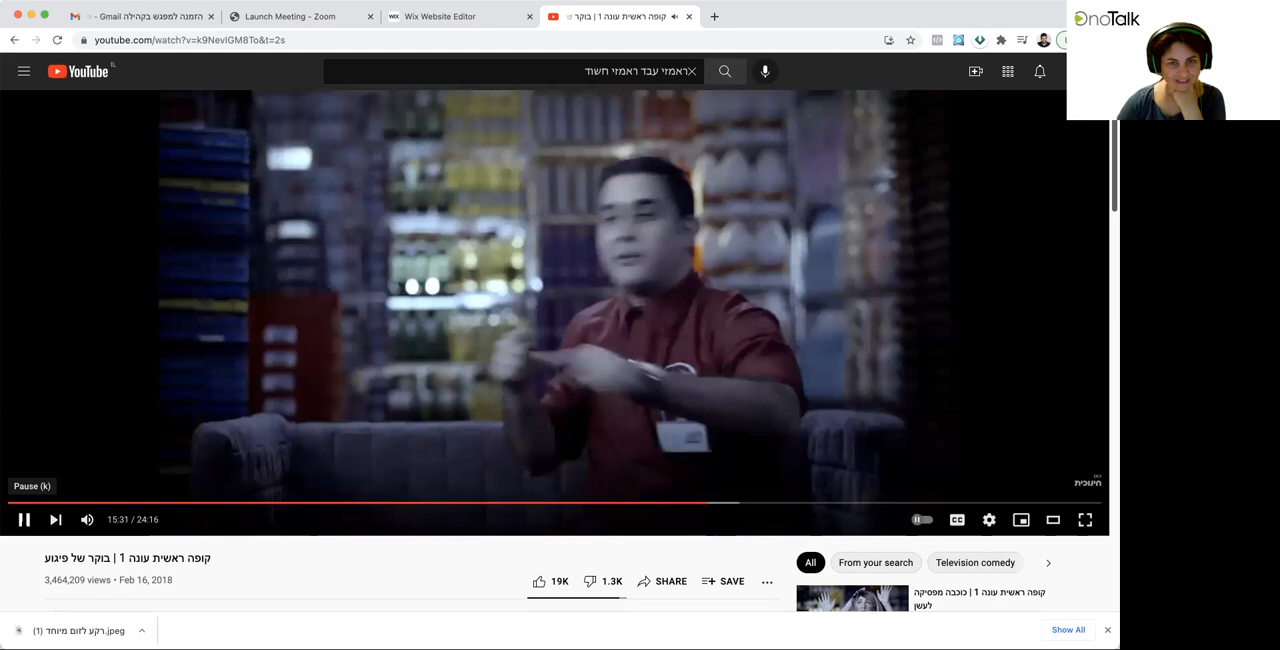 הזמנה למפגש בקהילה - Gmail
Launch Meeting - Zoom
WIX
Wix Website Editor
קופה ראשית עונה 1 | בוקר ש
OnoTalk
youtube.com/watch?v=k9NevIGM8To&t=2s
YouTube IL
ראמזי עבד ראמזי חשוד
Pause (k)
כאן
חינוכית
15:31 / 24:16
CC
קופה ראשית עונה 1 | בוקר של פיגוע
3,464,209 views • Feb 16, 2018
19K
1.3K
SHARE
SAVE
All
From your search
Television comedy
קופה ראשית עונה 1 | כוכבה מפסיקה
לעשן
רקע לזום מיוחד (1).jpeg
Show All